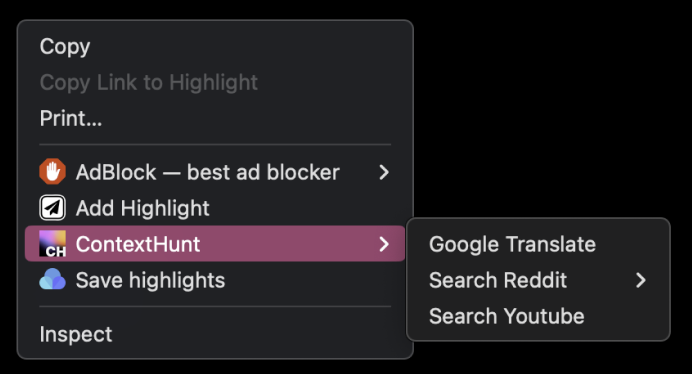 Copy
Copy Link to Highlight
Print...
AdBlock — best ad blocker
Add Highlight
CH ContextHunt
Save highlights
Inspect
Google Translate
Search Reddit
Search Youtube